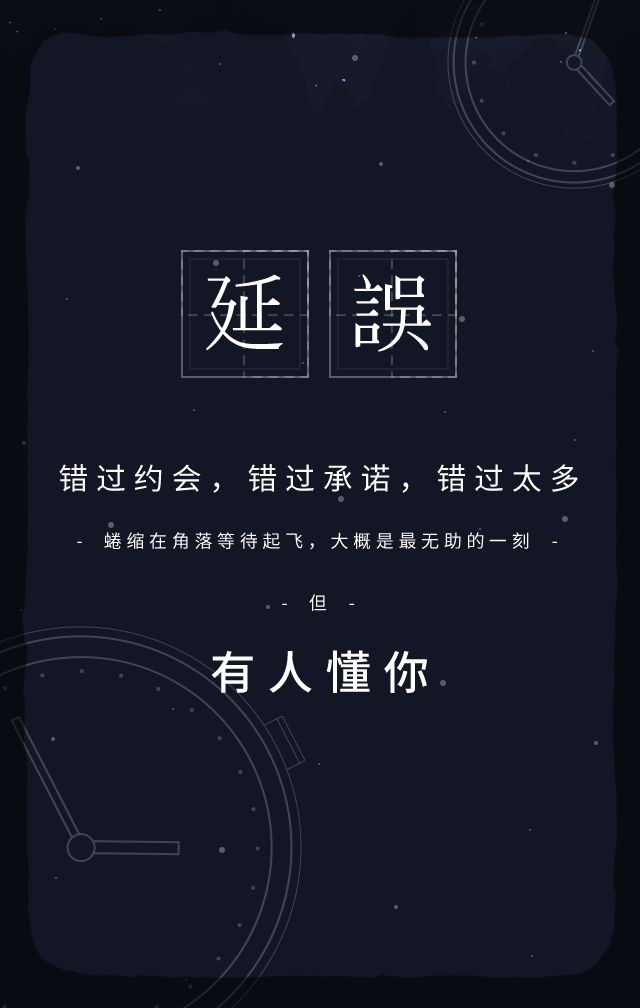 延誤
错过约会，错过承诺，错过太多
- 蜷缩在角落等待起飞，大概是最无助的一刻 -
- 但 -
有人懂你